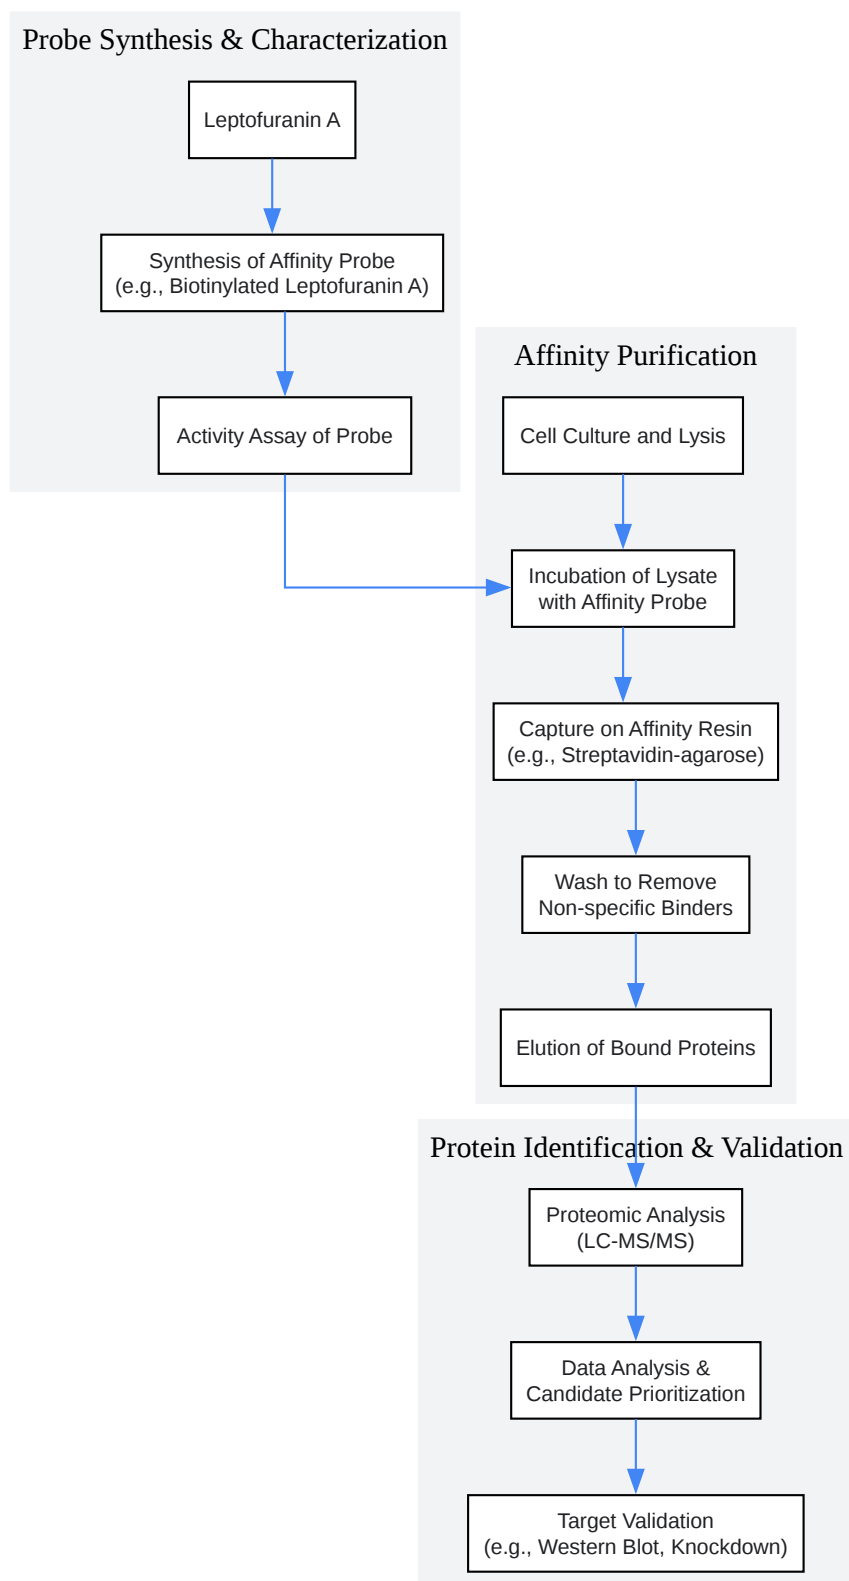 Probe Synthesis & Characterization
Leptofuranin A
Synthesis of Affinity Probe
(e.g., Biotinylated Leptofuranin A)
Activity Assay of Probe
Affinity Purification
Cell Culture and Lysis
Incubation of Lysate
with Affinity Probe
Capture on Affinity Resin
(e.g., Streptavidin-agarose)
Wash to Remove
Non-specific Binders
Elution of Bound Proteins
Protein Identification & Validation
Proteomic Analysis
(LC-MS/MS)
Data Analysis &
Candidate Prioritization
Target Validation
(e.g., Western Blot, Knockdown)